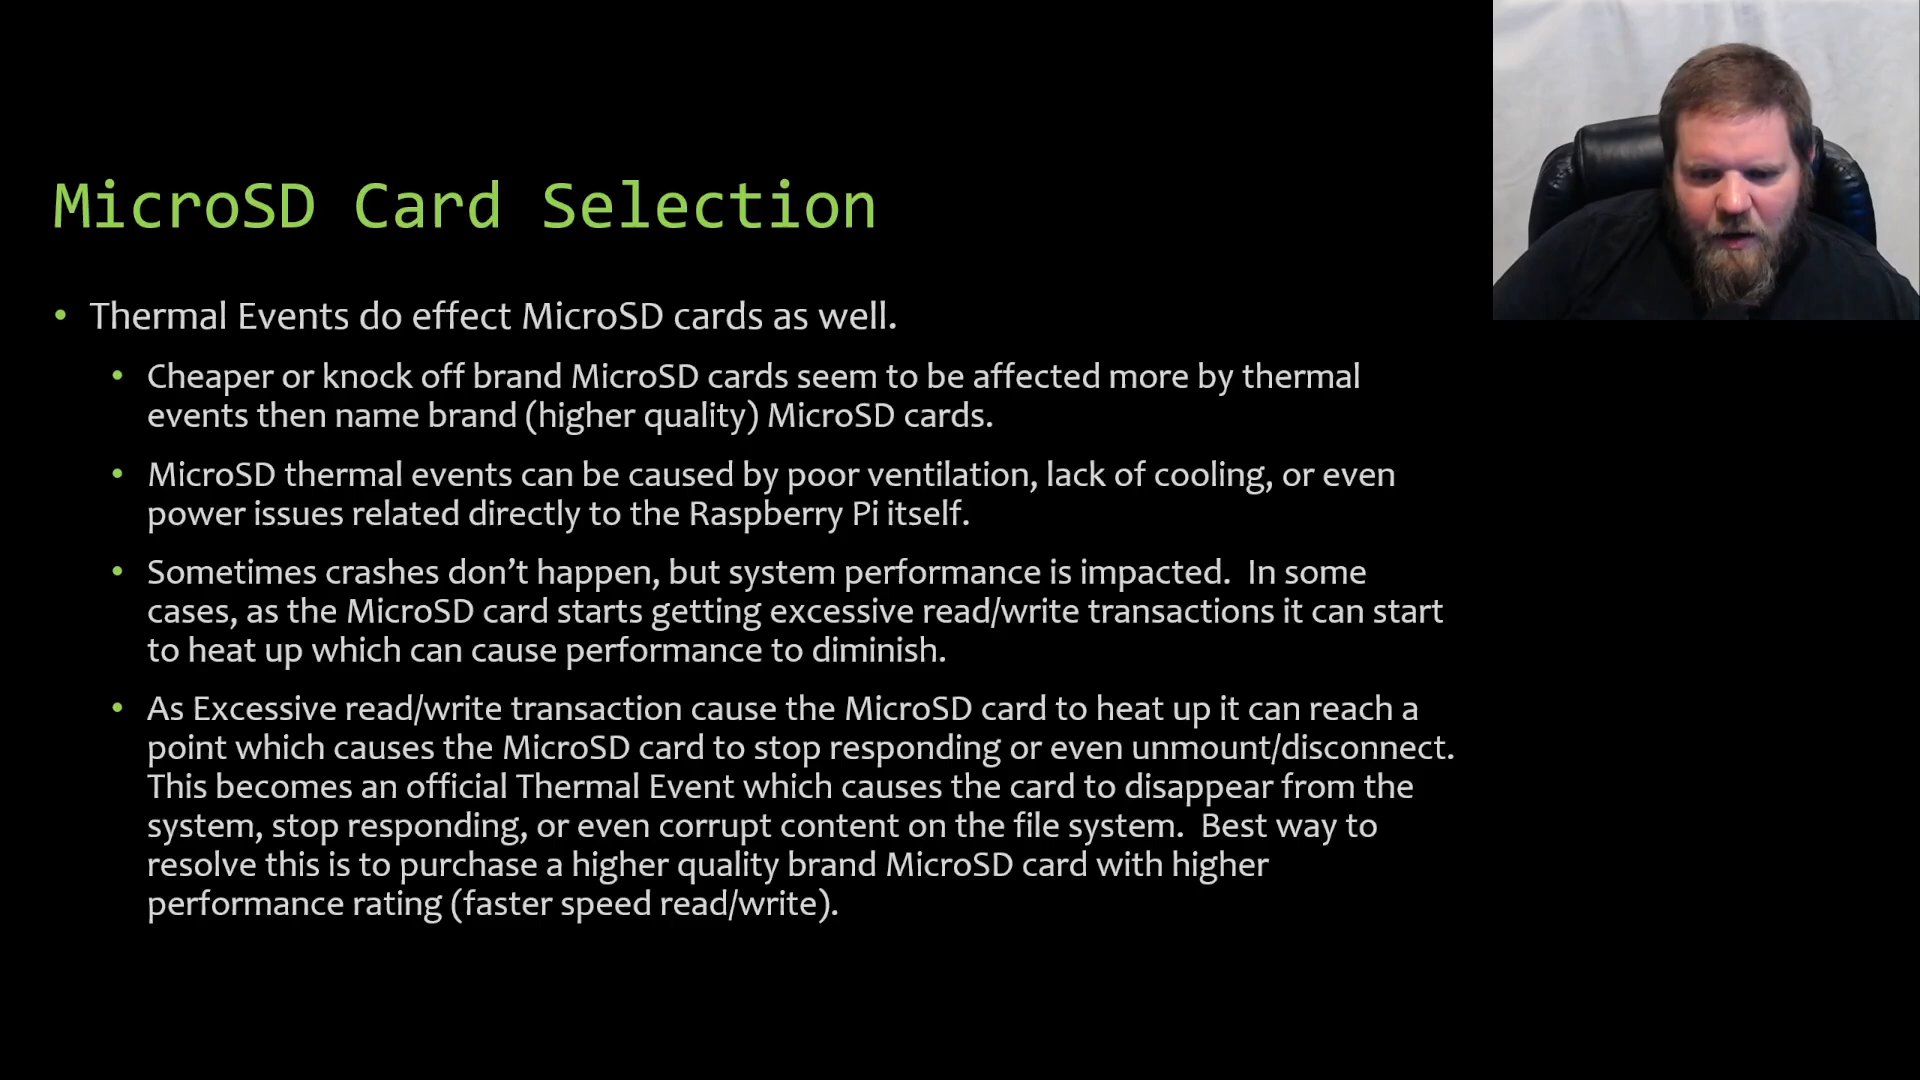 MicroSD Card Selection
• Thermal Events do effect MicroSD cards as well.
• Cheaper or knock off brand MicroSD cards seem to be affected more by thermal
events then name brand (higher quality) MicroSD cards.
• MicroSD thermal events can be caused by poor ventilation, lack of cooling, or even
power issues related directly to the Raspberry Pi itself.
• Sometimes crashes don’t happen, but system performance is impacted.  In some
cases, as the MicroSD card starts getting excessive read/write transactions it can start
to heat up which can cause performance to diminish.
• As Excessive read/write transaction cause the MicroSD card to heat up it can reach a
point which causes the MicroSD card to stop responding or even unmount/disconnect.
This becomes an official Thermal Event which causes the card to disappear from the
system, stop responding, or even corrupt content on the file system.  Best way to
resolve this is to purchase a higher quality brand MicroSD card with higher
performance rating (faster speed read/write).